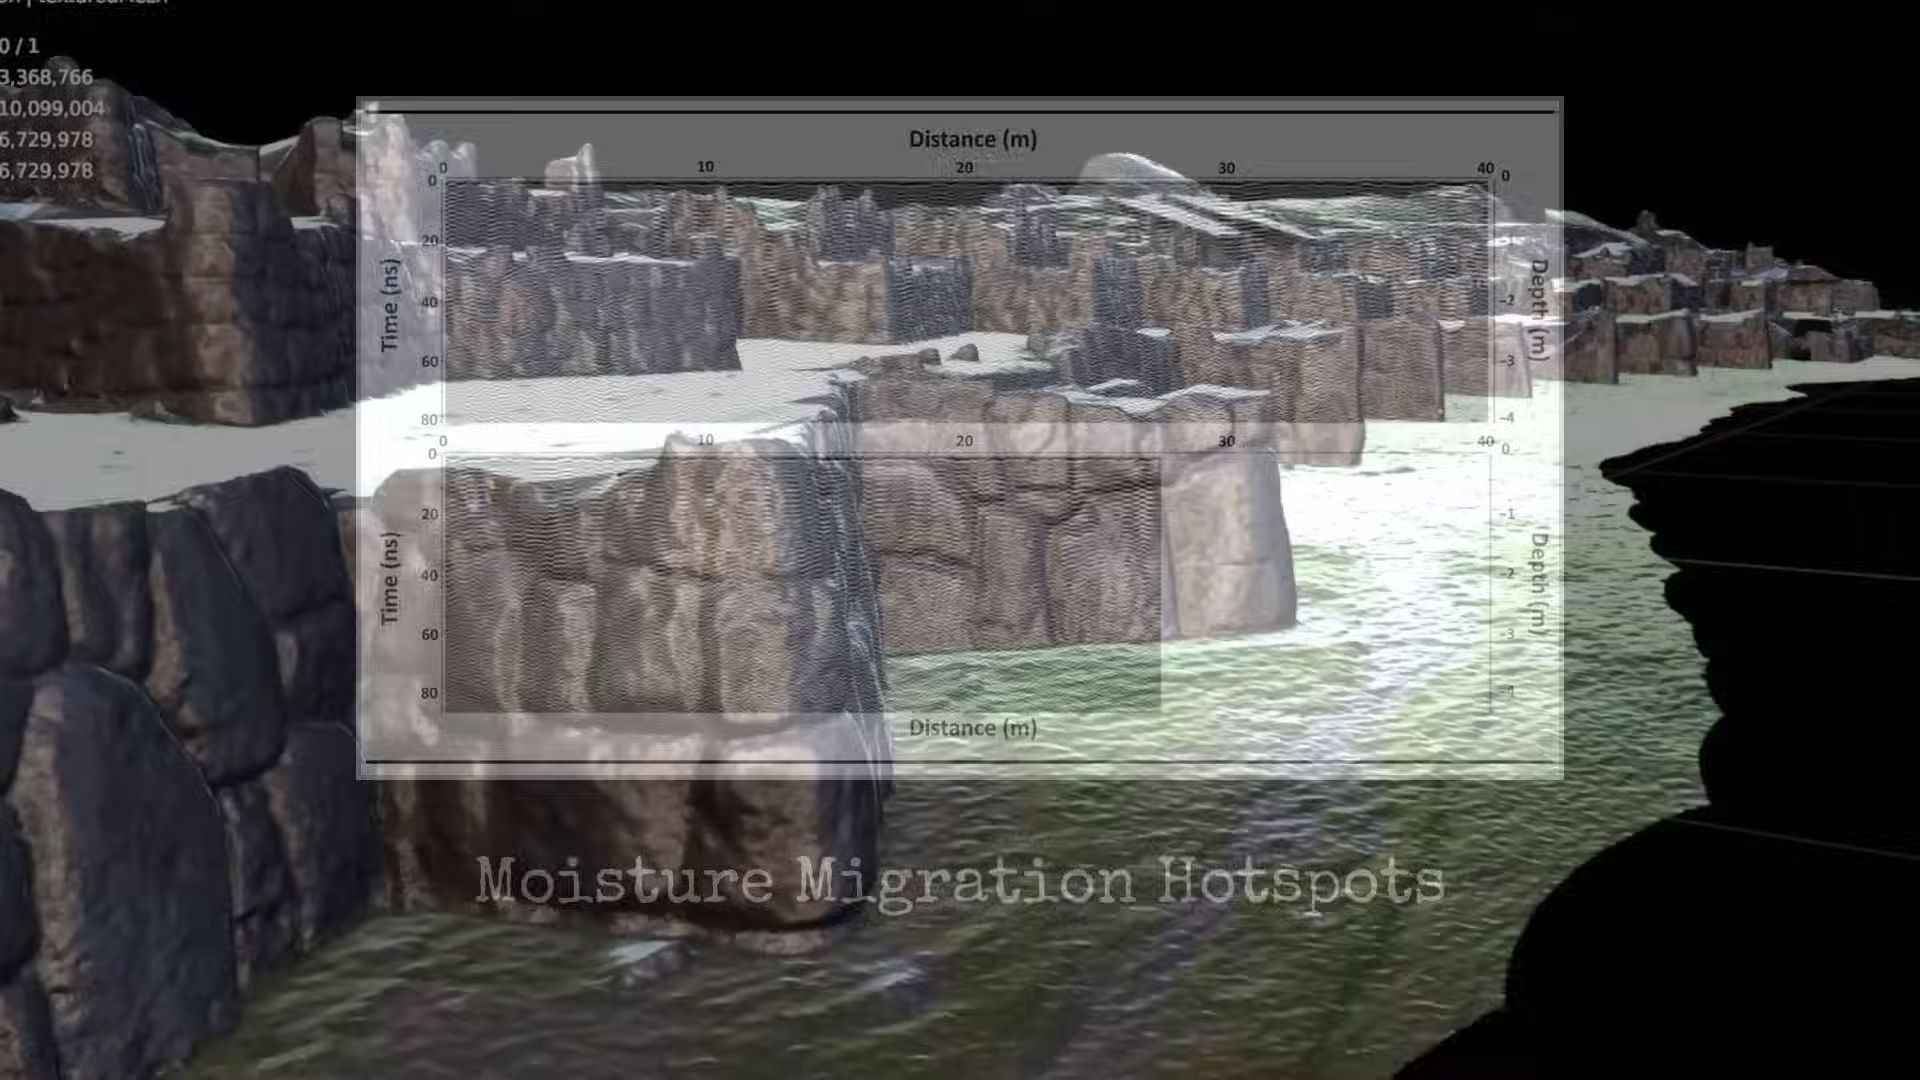 0 / 1
3,368,766
10,099,004
6,729,978
6,729,978
Distance (m)
0 10 20 30 40
0 20 40 60 80
Time (ns)
0 -2 -3 -4
Depth (m)
0 10 20 30 40
0 20 40 60 80
Time (ns)
0 -1 -2 -3 -4
Depth (m)
Distance (m)
Moisture Migration Hotspots